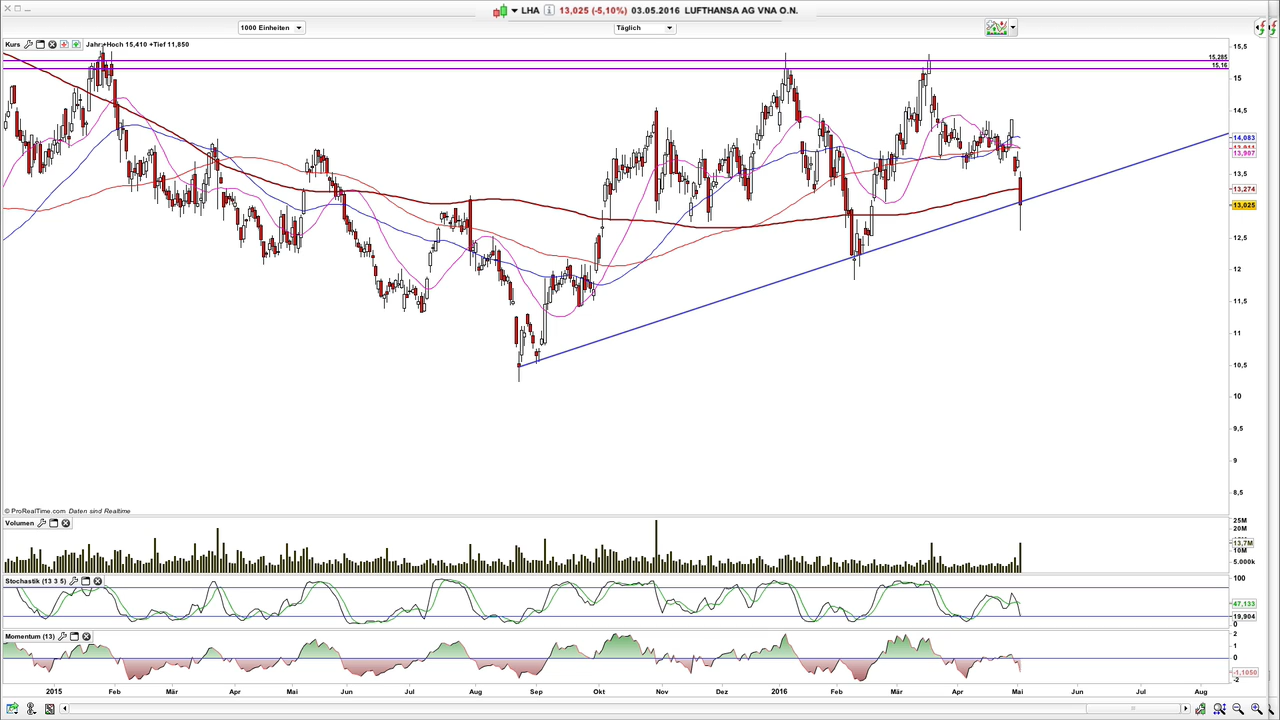 LHA 13,025 (-5,10%) 03.05.2016 LUFTHANSA AG VNA O.N.
1000 Einheiten
Täglich
Kurs
Jahr:+Hoch 15,410 +Tief 11,850
15,5
15,285
15,16
15
14,5
14,083
13,907
13,5
13,274
13,025
12,5
12
11,5
11
10,5
10
9,5
9
8,5
© ProRealTime.com Daten sind Realtime
Volumen
25M
20M
13,7M
10M
5.000k
Stochastik (13 3 5)
100
47,133
19,904
0
Momentum (13)
2
1
0
-1,1050
-2
2015 Feb Mär Apr Mai Jun Jul Aug Sep Okt Nov Dez 2016 Feb Mär Apr Mai Jun Jul Aug